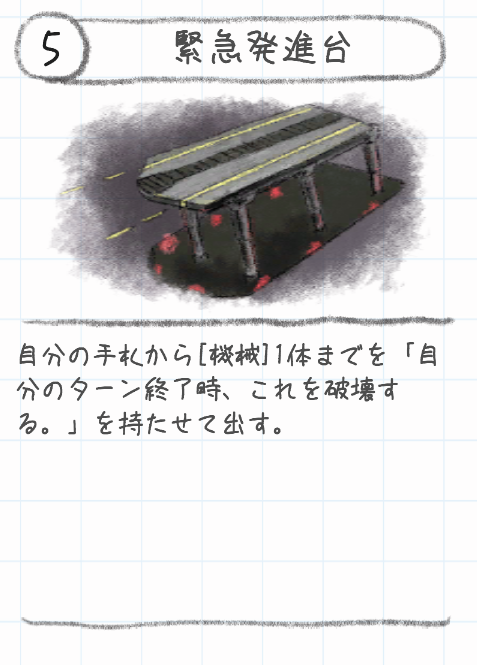 5
緊急発進台
自分の手札から[機械]1体までを「自
分のターン終了時、これを破壊す
る。」を持たせて出す。